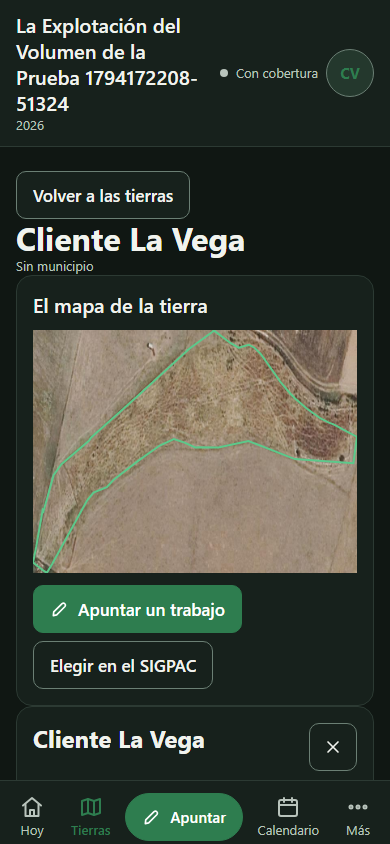 La Explotación del
Volumen de la
Prueba 1794172208-
51324
2026
Con cobertura
CV
Volver a las tierras
Cliente La Vega
Sin municipio
El mapa de la tierra
Apuntar un trabajo
Elegir en el SIGPAC
Cliente La Vega
Hoy
Tierras
Apuntar
Calendario
Más